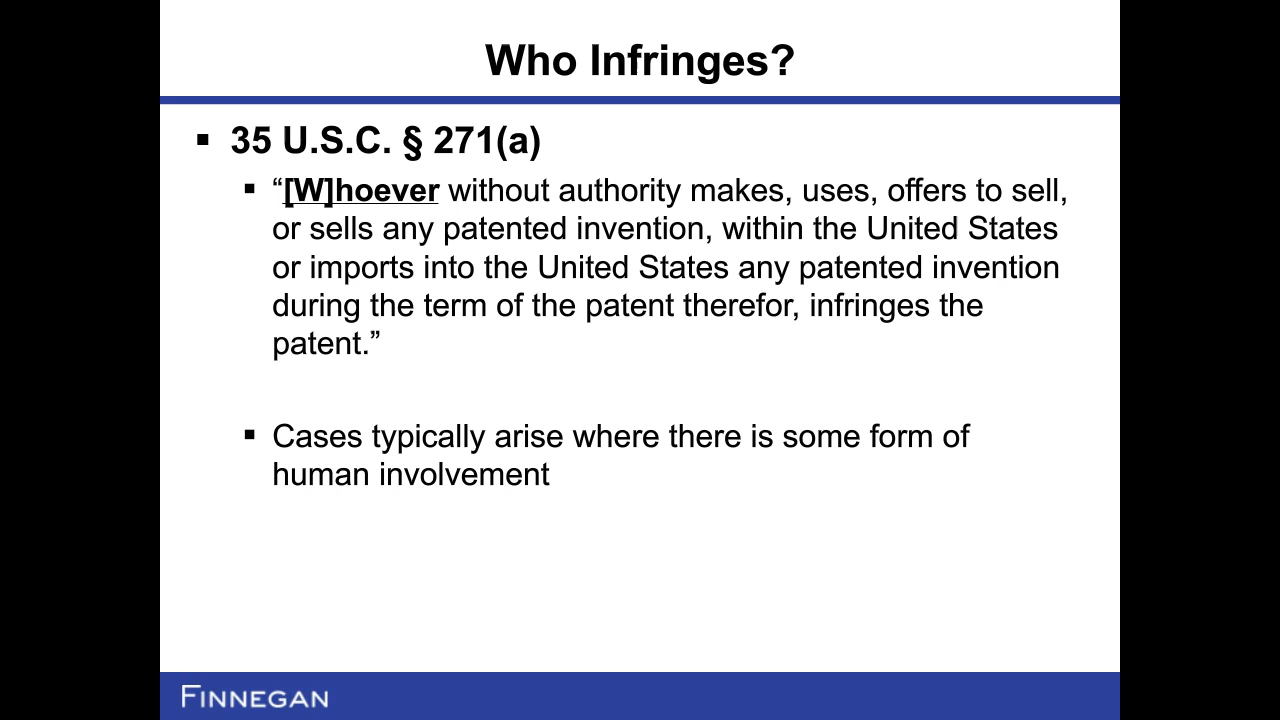 Who Infringes?
▪ 35 U.S.C. § 271(a)
▪ “[W]hoever without authority makes, uses, offers to sell,
or sells any patented invention, within the United States
or imports into the United States any patented invention
during the term of the patent therefor, infringes the
patent.”
▪ Cases typically arise where there is some form of
human involvement
FINNEGAN